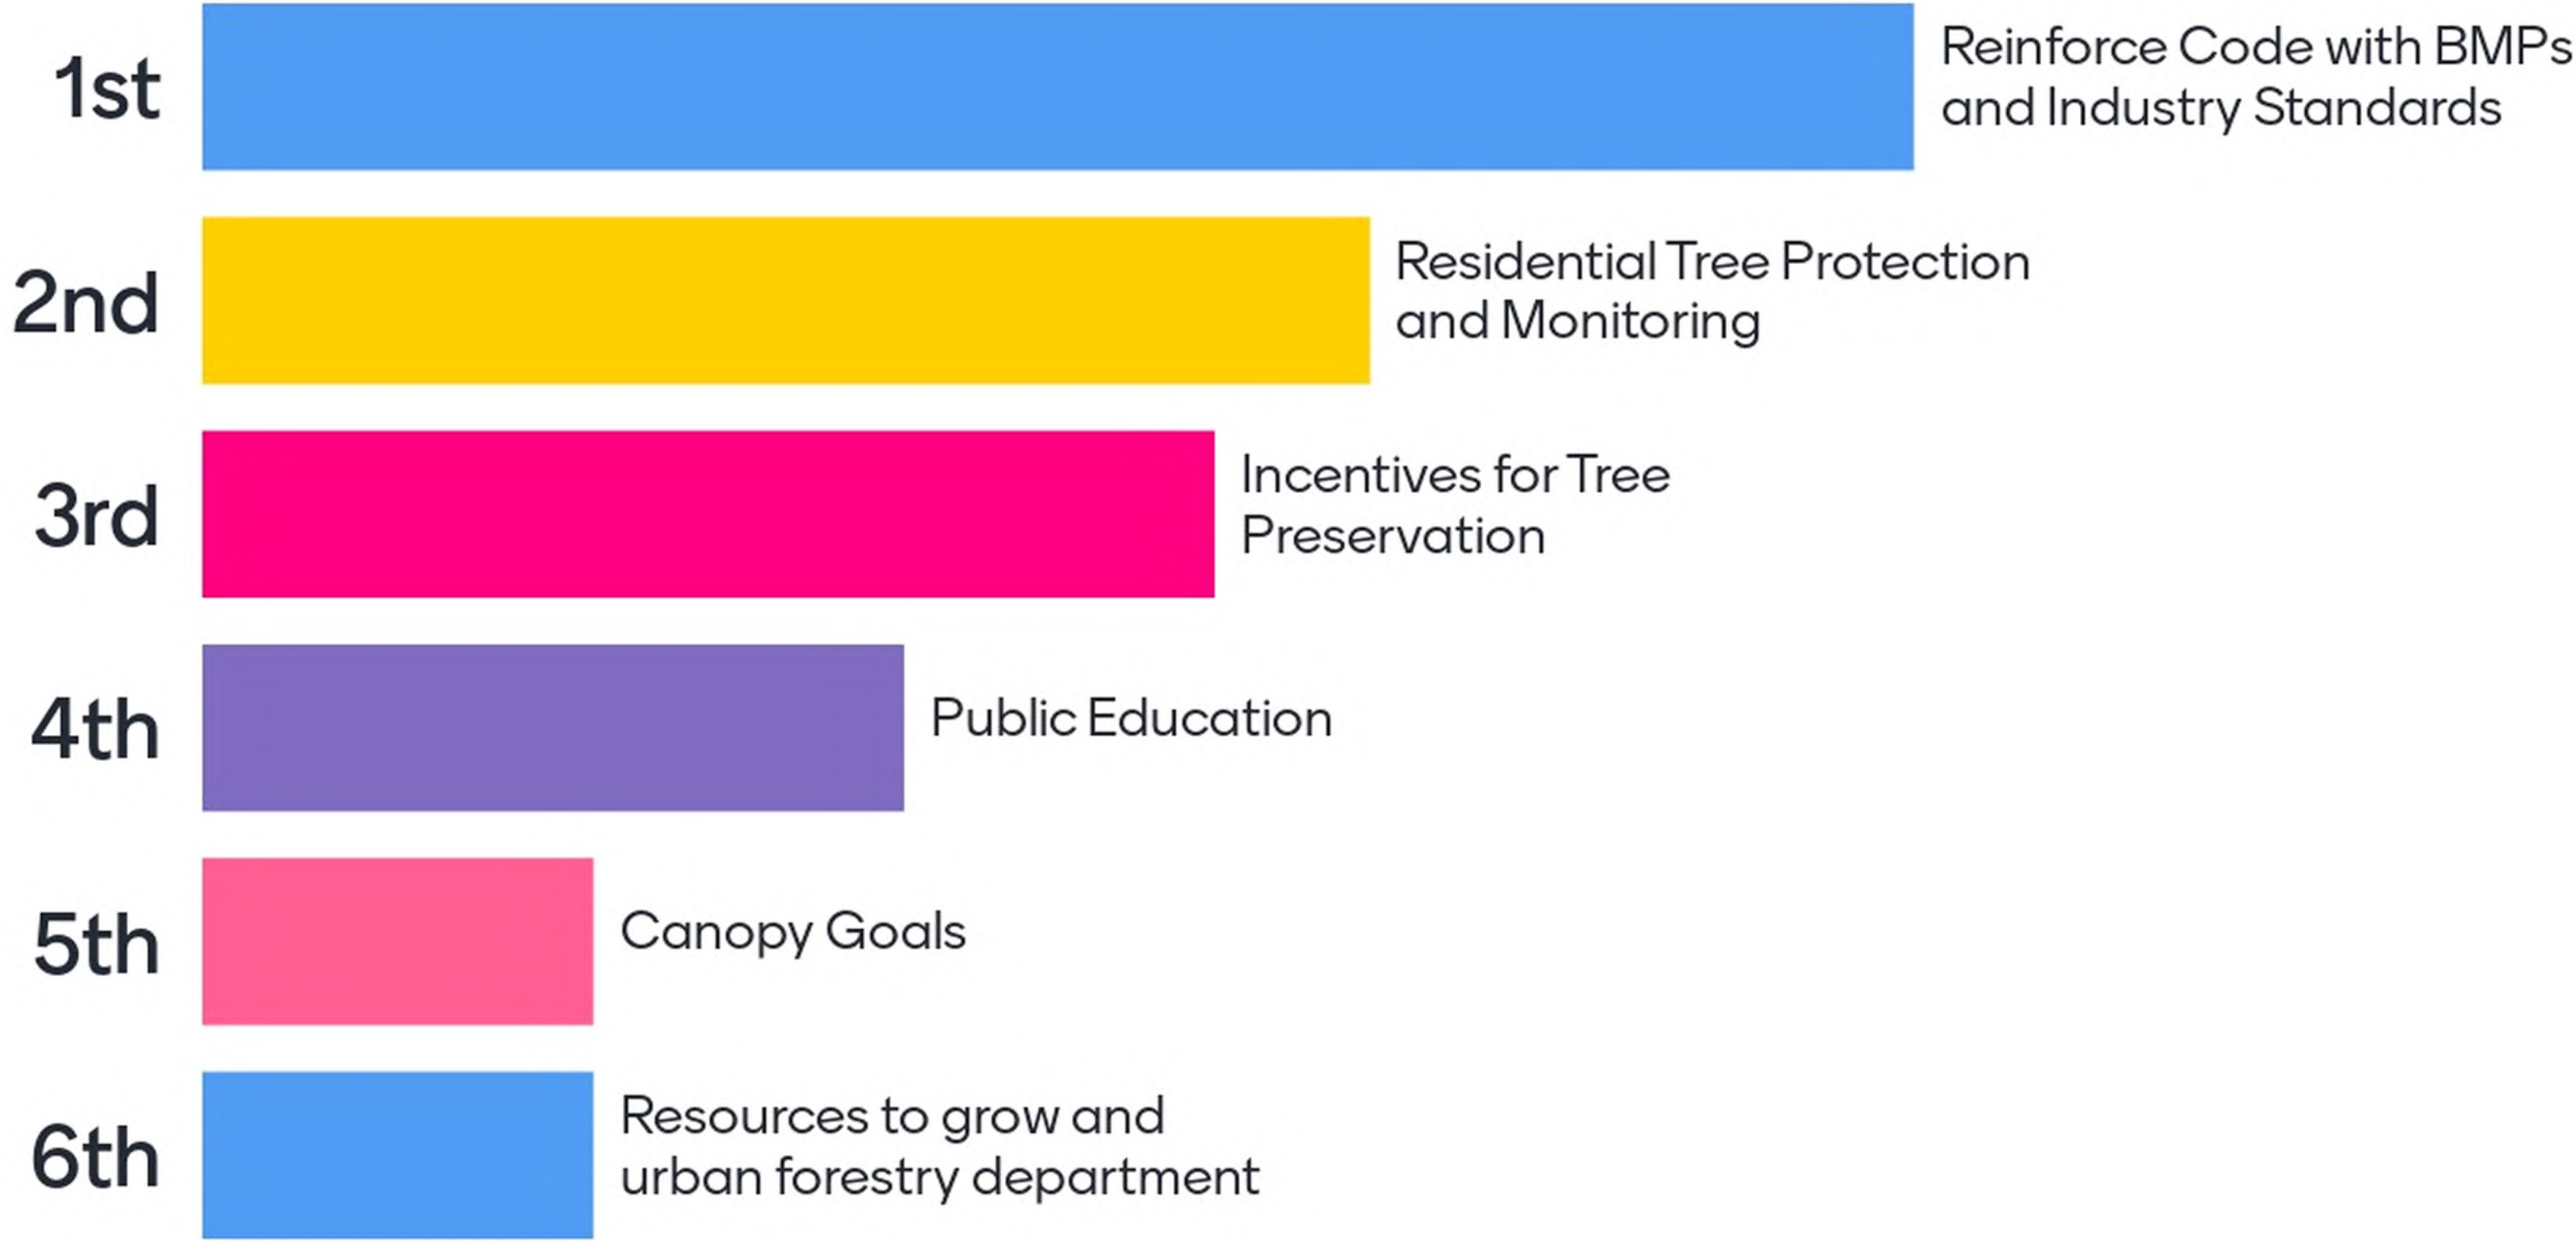 1st
Reinforce Code with BMPs
and Industry Standards
2nd
Residential Tree Protection
and Monitoring
3rd
Incentives for Tree
Preservation
4th
Public Education
5th
Canopy Goals
6th
Resources to grow and
urban forestry department